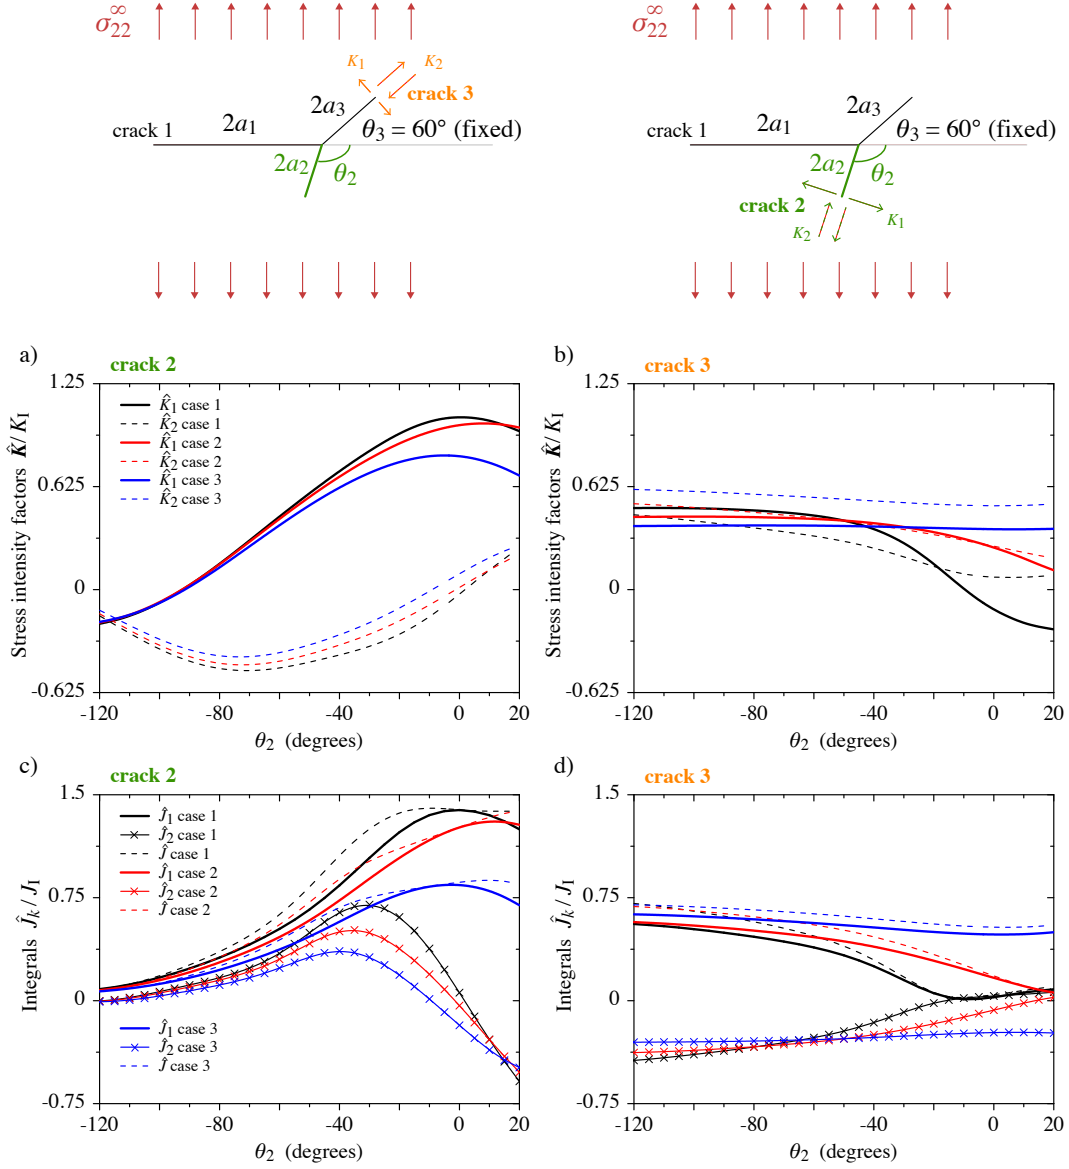 σ∞22
K1
K2
crack 3
2a3
2a1
crack 1
θ3 = 60° (fixed)
2a2
θ2
σ∞22
2a3
2a1
crack 1
θ3 = 60° (fixed)
2a2
θ2
crack 2
K1
K2
a)
crack 2
1.25
0.625
0
-0.625
Stress intensity factors K̂/KI
K̂1 case 1
K̂2 case 1
K̂1 case 2
K̂2 case 2
K̂1 case 3
K̂2 case 3
-120
-80
-40
0
20
θ2 (degrees)
b)
crack 3
1.25
0.625
0
-0.625
Stress intensity factors K̂/KI
-120
-80
-40
0
20
θ2 (degrees)
c)
crack 2
1.5
0.75
0
-0.75
Integrals Ĵk / JI
Ĵ1 case 1
Ĵ2 case 1
Ĵ case 1
Ĵ1 case 2
Ĵ2 case 2
Ĵ case 2
Ĵ1 case 3
Ĵ2 case 3
Ĵ case 3
-120
-80
-40
0
20
θ2 (degrees)
d)
crack 3
1.5
0.75
0
-0.75
Integrals Ĵk / JI
-120
-80
-40
0
20
θ2 (degrees)